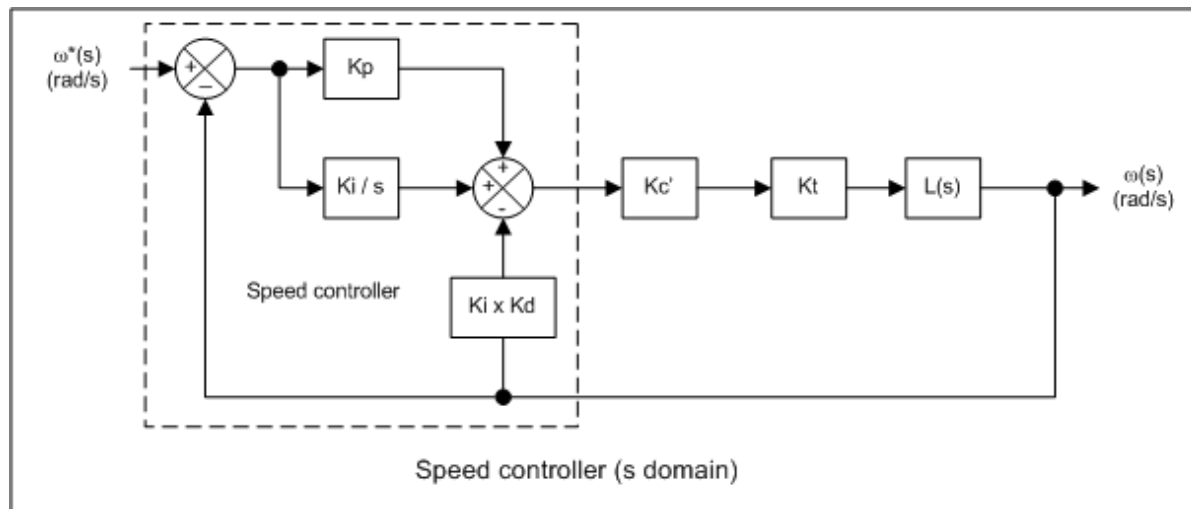 ω*(s)
(rad/s)
+
−
Kp
Ki / s
+
+
-
Kc'
Kt
L(s)
ω(s)
(rad/s)
Speed controller
Ki x Kd
Speed controller (s domain)